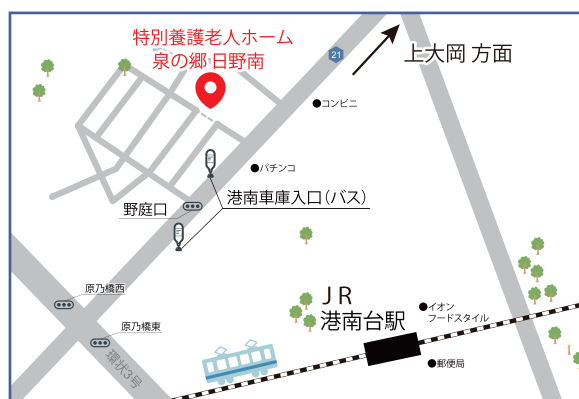 特別養護老人ホーム
泉の郷 日野南
21
上大岡 方面
コンビニ
パチンコ
港南車庫入口（バス）
野庭口
原乃橋西
原乃橋東
環状3号
JR
港南台駅
イオン
フードスタイル
郵便局